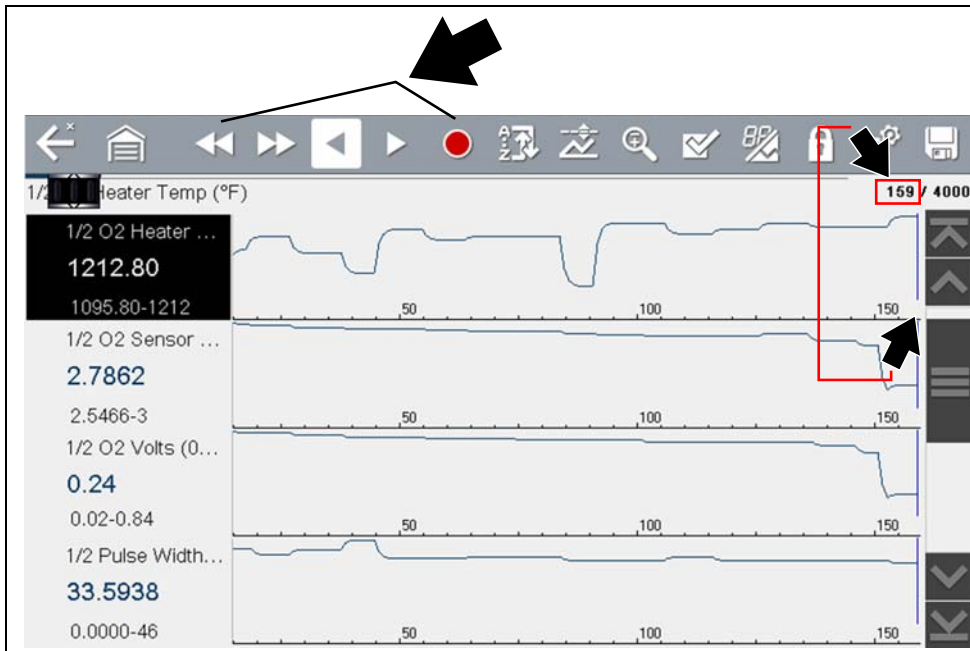 1/2 Heater Temp (°F)
159 / 4000
1/2 O2 Heater ...
1212.80
1095.80-1212
50 100 150
1/2 O2 Sensor ...
2.7862
2.5466-3
50 100 150
1/2 O2 Volts (0...
0.24
0.02-0.84
50 100 150
1/2 Pulse Width...
33.5938
0.0000-46
50 100 150